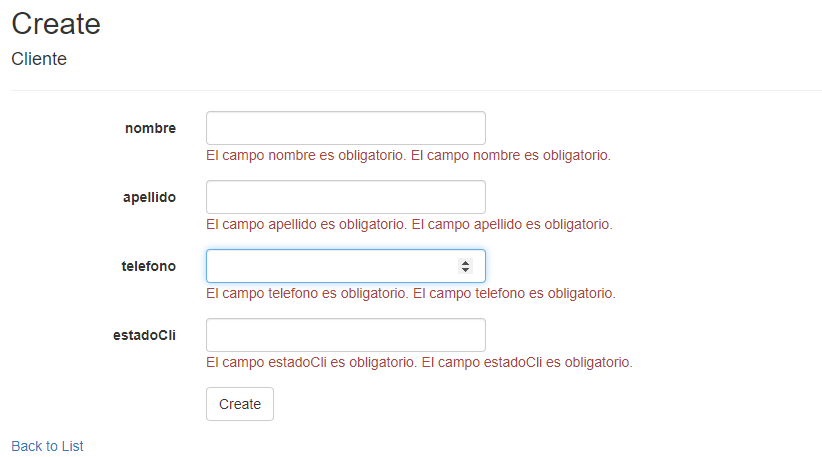 Create
Cliente
nombre
El campo nombre es obligatorio. El campo nombre es obligatorio.
apellido
El campo apellido es obligatorio. El campo apellido es obligatorio.
telefono
El campo telefono es obligatorio. El campo telefono es obligatorio.
estadoCli
El campo estadoCli es obligatorio. El campo estadoCli es obligatorio.
Create
Back to List